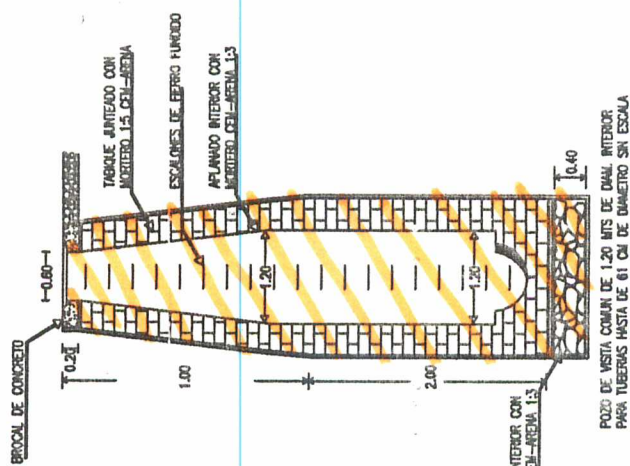 BROCAL DE CONCRETO
0.60
0.20
TABIQUE JUNTEADO CON
MORTERO 1:5 CEM-ARENA
ESCALONES DE FIERRO FUNDIDO
APLANADO INTERIOR CON
MORTERO CEM-ARENA 1:3
1.00
1.20
1.20
2.00
0.40
INTERIOR CON
CEM-ARENA 1:3
POZO DE VISITA COMUN DE 1.20 MTS DE DIAM. INTERIOR
PARA TUBERIAS HASTA DE 61 CM DE DIAMETRO SIN ESCALA